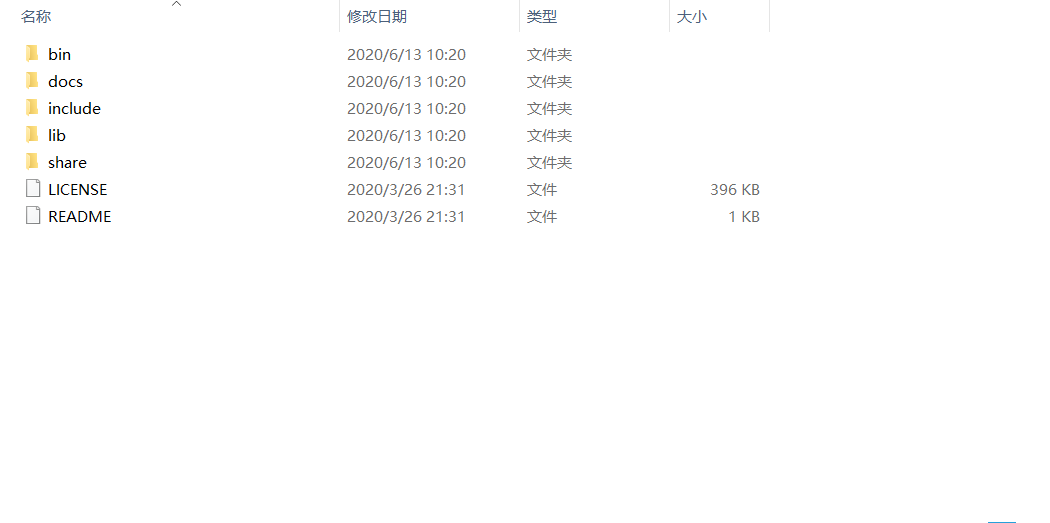 名称 修改日期 类型 大小
bin 2020/6/13 10:20 文件夹
docs 2020/6/13 10:20 文件夹
include 2020/6/13 10:20 文件夹
lib 2020/6/13 10:20 文件夹
share 2020/6/13 10:20 文件夹
LICENSE 2020/3/26 21:31 文件 396 KB
README 2020/3/26 21:31 文件 1 KB